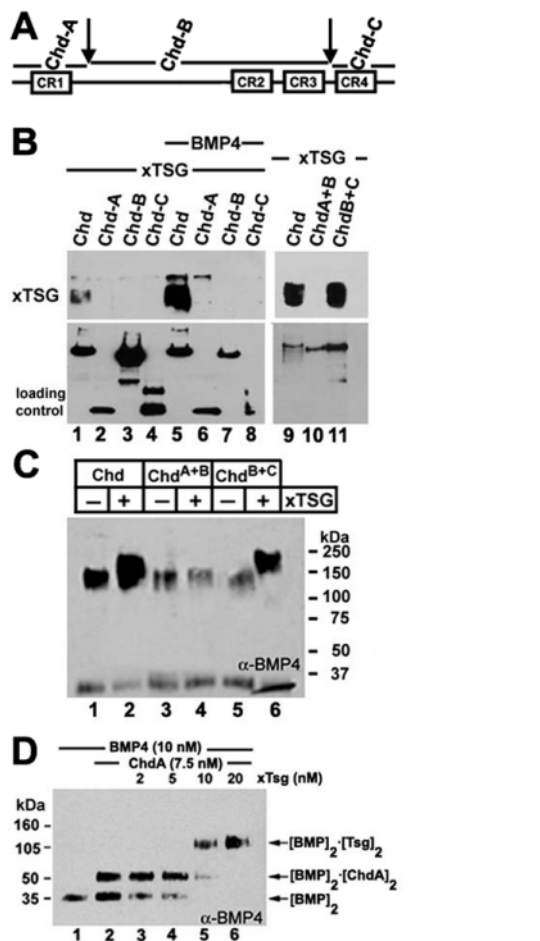 A
Chd-A
Chd-B
Chd-C
CR1
CR2
CR3
CR4
B
BMP4
xTSG
xTSG
Chd
Chd-A
Chd-B
Chd-C
Chd
Chd-A
Chd-B
Chd-C
Chd
ChdA+B
ChdB+C
xTSG
loading
control
1 2 3 4 5 6 7 8 9 10 11
C
Chd ChdA+B ChdB+C
– + – + – + xTSG
kDa
250
150
100
75
50
37
α-BMP4
1 2 3 4 5 6
D
BMP4 (10 nM)
ChdA (7.5 nM)
2 5 10 20 xTsg (nM)
kDa
160
105
50
35
[BMP]2·[Tsg]2
[BMP]2·[ChdA]2
[BMP]2
α-BMP4
1 2 3 4 5 6